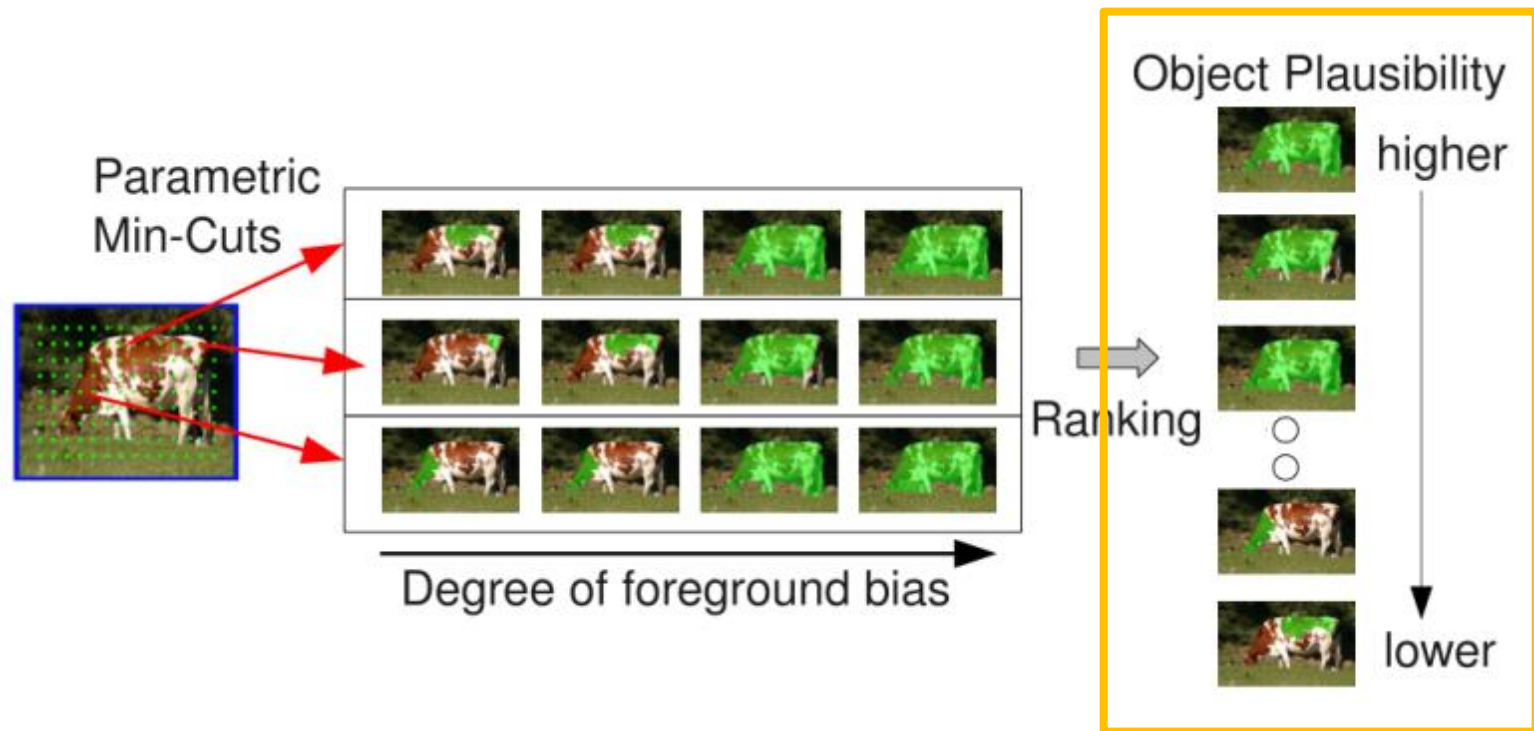 Object Plausibility
higher
Parametric
Min-Cuts
Ranking
Degree of foreground bias
lower